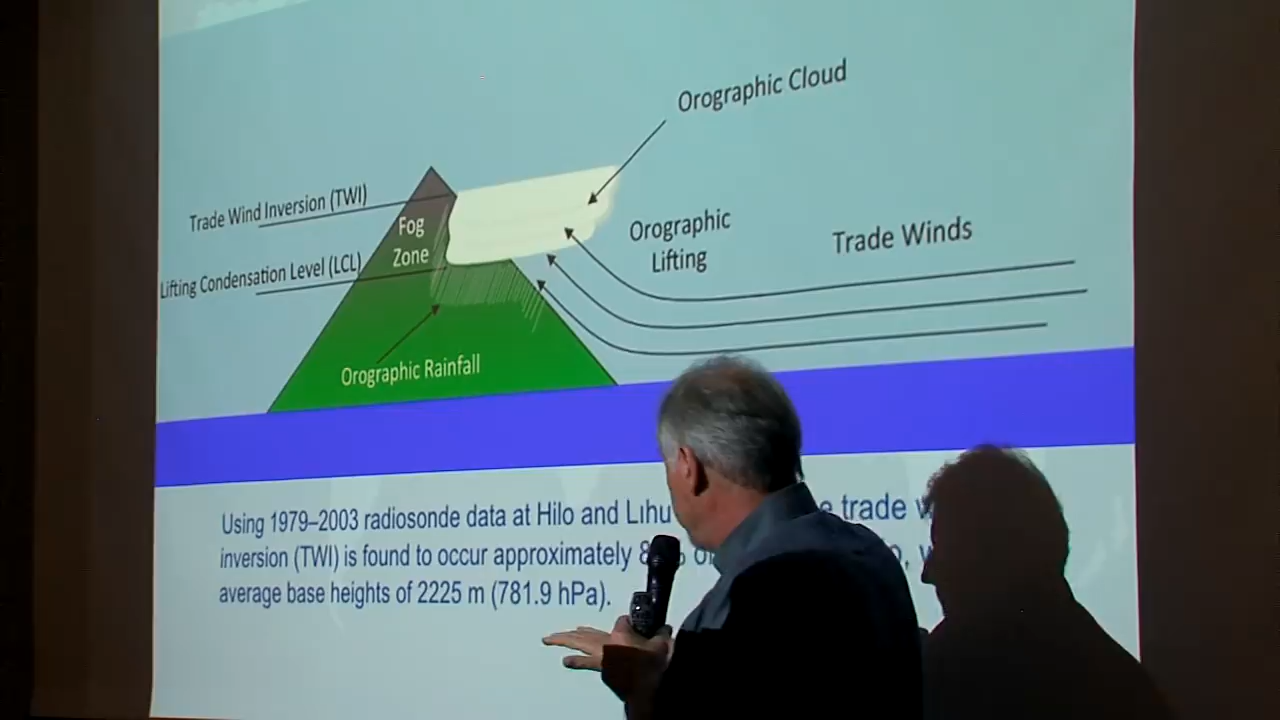 Orographic Cloud
Trade Wind Inversion (TWI)
Fog
Zone
Orographic
Lifting
Trade Winds
Lifting Condensation Level (LCL)
Orographic Rainfall
Using 1979–2003 radiosonde data at Hilo and trade
inversion (TWI) is found to occur approximately
average base heights of 2225 m (781.9 hPa).